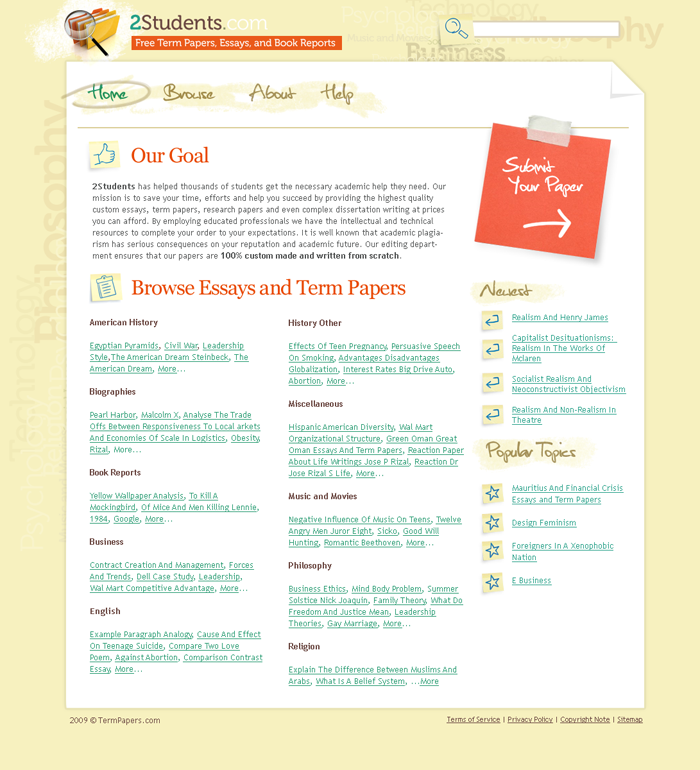 2Students.com
Free Term Papers, Essays, and Book Reports
Psychology
Technology
Philosophy
Music and Movies
Business
Home Browse About Help
Submit
Your Paper
Our Goal
2Students has helped thousands of students get the necessary academic help they need. Our
mission is to save your time, efforts and help you succeed by providing the highest quality
custom essays, term papers, research papers and even complex dissertation writing at prices
you can afford. By employing educated professionals we have the intellectual and technical
resources to complete your order to your expectations. It is well known that academic plagia-
rism has serious consequences on your reputation and academic future. Our editing depart-
ment ensures that our papers are 100% custom made and written from scratch.
Browse Essays and Term Papers
American History
Egyptian Pyramids, Civil War, Leadership
Style,The American Dream Steinbeck, The
American Dream, More...
Biographies
Pearl Harbor, Malcolm X, Analyse The Trade
Offs Between Responsiveness To Local arkets
And Economies Of Scale In Logistics, Obesity,
Rizal, More...
Book Reports
Yellow Wallpaper Analysis, To Kill A
Mockingbird, Of Mice And Men Killing Lennie,
1984, Google, More...
Business
Contract Creation And Management, Forces
And Trends, Dell Case Study, Leadership,
Wal Mart Competitive Advantage, More...
English
Example Paragraph Analogy, Cause And Effect
On Teenage Suicide, Compare Two Love
Poem, Against Abortion, Comparison Contrast
Essay, More...
History Other
Effects Of Teen Pregnancy, Persuasive Speech
On Smoking, Advantages Disadvantages
Globalization, Interest Rates Big Drive Auto,
Abortion, More...
Miscellaneous
Hispanic American Diversity, Wal Mart
Organizational Structure, Green Oman Great
Oman Essays And Term Papers, Reaction Paper
About Life Writings Jose P Rizal, Reaction Dr
Jose Rizal S Life, More...
Music and Movies
Negative Influence Of Music On Teens, Twelve
Angry Men Juror Eight, Sicko, Good Will
Hunting, Romantic Beethoven, More...
Philosophy
Business Ethics, Mind Body Problem, Summer
Solstice Nick Joaquin, Family Theory, What Do
Freedom And Justice Mean, Leadership
Theories, Gay Marriage, More...
Religion
Explain The Difference Between Muslims And
Arabs, What Is A Belief System, ...More
Newest
Realism And Henry James
Capitalist Desituationisms:
Realism In The Works Of
Mclaren
Socialist Realism And
Neoconstructivist Objectivism
Realism And Non-Realism In
Theatre
Popular Topics
Mauritius And Financial Crisis
Essays and Term Papers
Design Feminism
Foreigners In A Xenophobic
Nation
E Business
Philosophy
Technology
Psychology
2009 © TermPapers.com
Terms of Service | Privacy Policy | Copyright Note | Sitemap